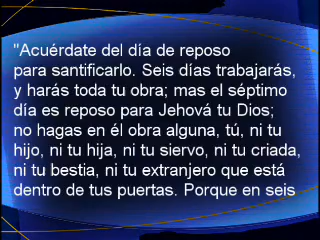 "Acuérdate del día de reposo
para santificarlo. Seis días trabajarás,
y harás toda tu obra; mas el séptimo
día es reposo para Jehová tu Dios;
no hagas en él obra alguna, tú, ni tu
hijo, ni tu hija, ni tu siervo, ni tu criada,
ni tu bestia, ni tu extranjero que está
dentro de tus puertas. Porque en seis